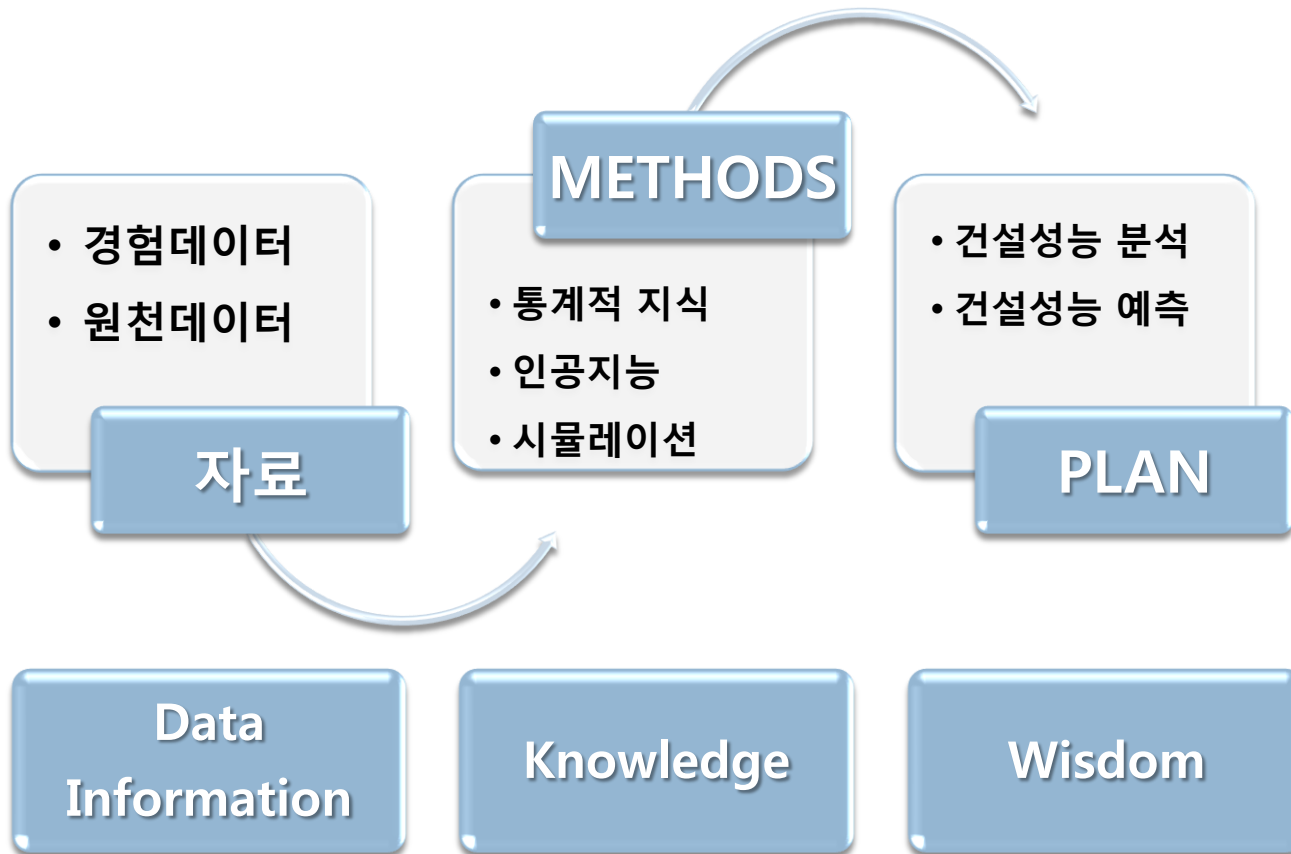 • 경험데이터
• 원천데이터
자료
METHODS
• 통계적 지식
• 인공지능
• 시뮬레이션
• 건설성능 분석
• 건설성능 예측
PLAN
Data
Information
Knowledge
Wisdom